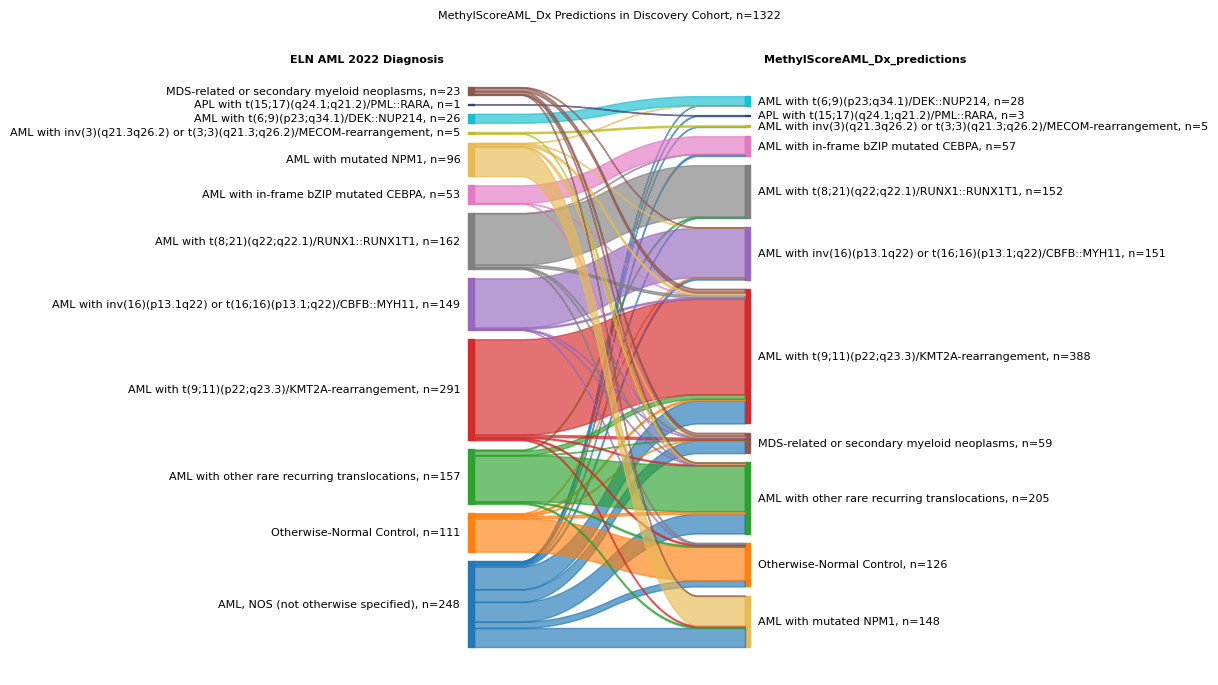 MethylScoreAML_Dx Predictions in Discovery Cohort, n=1322
ELN AML 2022 Diagnosis
MDS-related or secondary myeloid neoplasms, n=23
APL with t(15;17)(q24.1;q21.2)/PML::RARA, n=1
AML with t(6;9)(p23;q34.1)/DEK::NUP214, n=26
AML with inv(3)(q21.3q26.2) or t(3;3)(q21.3;q26.2)/MECOM-rearrangement, n=5
AML with mutated NPM1, n=96
AML with in-frame bZIP mutated CEBPA, n=53
AML with t(8;21)(q22;q22.1)/RUNX1::RUNX1T1, n=162
AML with inv(16)(p13.1q22) or t(16;16)(p13.1;q22)/CBFB::MYH11, n=149
AML with t(9;11)(p22;q23.3)/KMT2A-rearrangement, n=291
AML with other rare recurring translocations, n=157
Otherwise-Normal Control, n=111
AML, NOS (not otherwise specified), n=248
MethylScoreAML_Dx_predictions
AML with t(6;9)(p23;q34.1)/DEK::NUP214, n=28
APL with t(15;17)(q24.1;q21.2)/PML::RARA, n=3
AML with inv(3)(q21.3q26.2) or t(3;3)(q21.3;q26.2)/MECOM-rearrangement, n=5
AML with in-frame bZIP mutated CEBPA, n=57
AML with t(8;21)(q22;q22.1)/RUNX1::RUNX1T1, n=152
AML with inv(16)(p13.1q22) or t(16;16)(p13.1;q22)/CBFB::MYH11, n=151
AML with t(9;11)(p22;q23.3)/KMT2A-rearrangement, n=388
MDS-related or secondary myeloid neoplasms, n=59
AML with other rare recurring translocations, n=205
Otherwise-Normal Control, n=126
AML with mutated NPM1, n=148